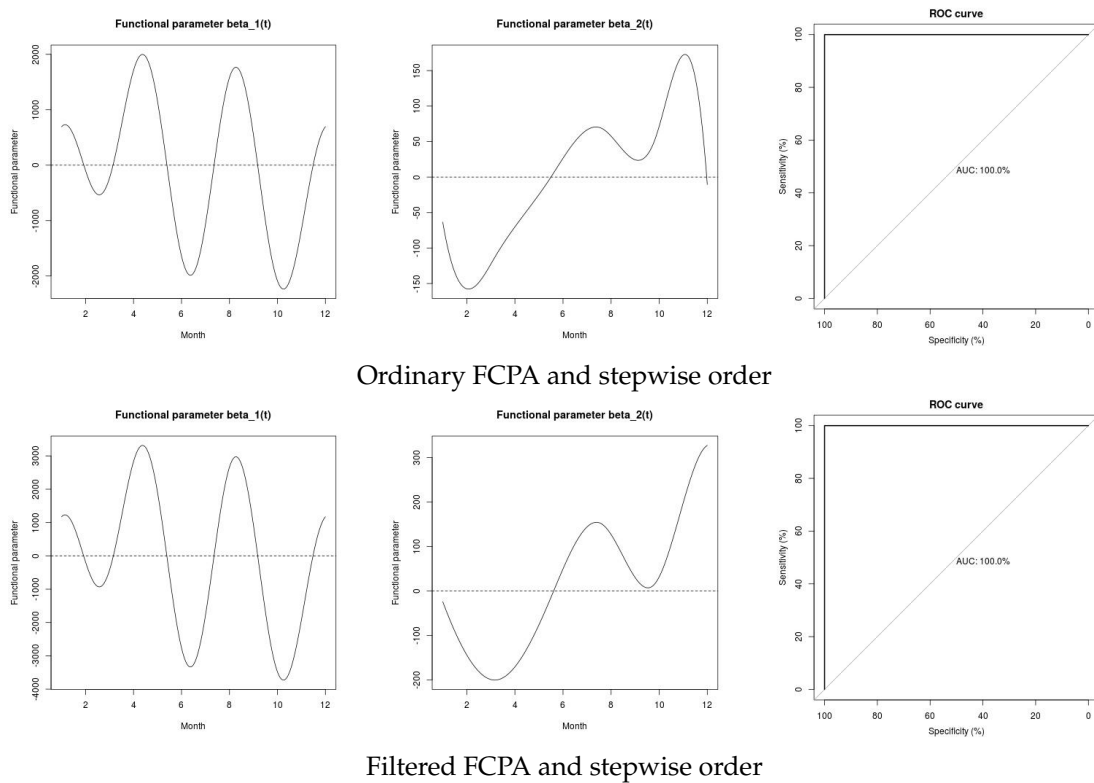 Functional parameter beta_1(t)
Functional parameter
2000
1000
0
-1000
-2000
2 4 6 8 10 12
Month
Functional parameter beta_2(t)
Functional parameter
150
100
50
0
-50
-100
-150
2 4 6 8 10 12
Month
ROC curve
Sensitivity (%)
100
80
60
40
20
0
AUC: 100.0%
100 80 60 40 20 0
Specificity (%)
Ordinary FCPA and stepwise order
Functional parameter beta_1(t)
Functional parameter
3000
2000
1000
0
-1000
-2000
-3000
-4000
2 4 6 8 10 12
Month
Functional parameter beta_2(t)
Functional parameter
300
200
100
0
-100
-200
2 4 6 8 10 12
Month
ROC curve
Sensitivity (%)
100
80
60
40
20
0
AUC: 100.0%
100 80 60 40 20 0
Specificity (%)
Filtered FCPA and stepwise order